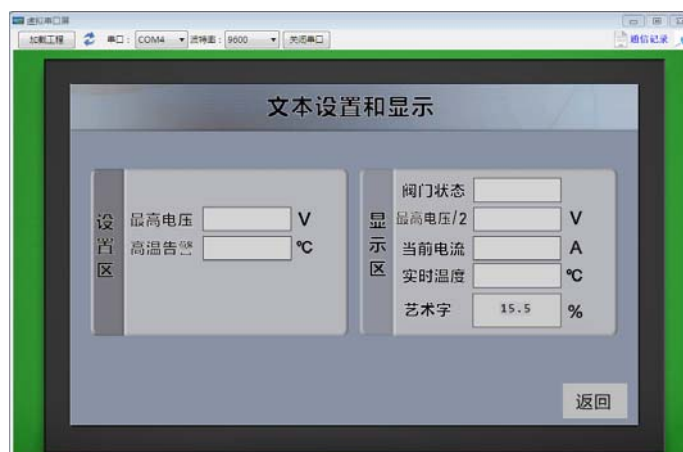 虚拟串口屏
加载工程 串口: COM4 波特率: 9600 关闭串口 通信记录
文本设置和显示
设置区
最高电压 V
高温告警 ℃
显示区
阀门状态
最高电压/2 V
当前电流 A
实时温度 ℃
艺术字 15.5 %
返回